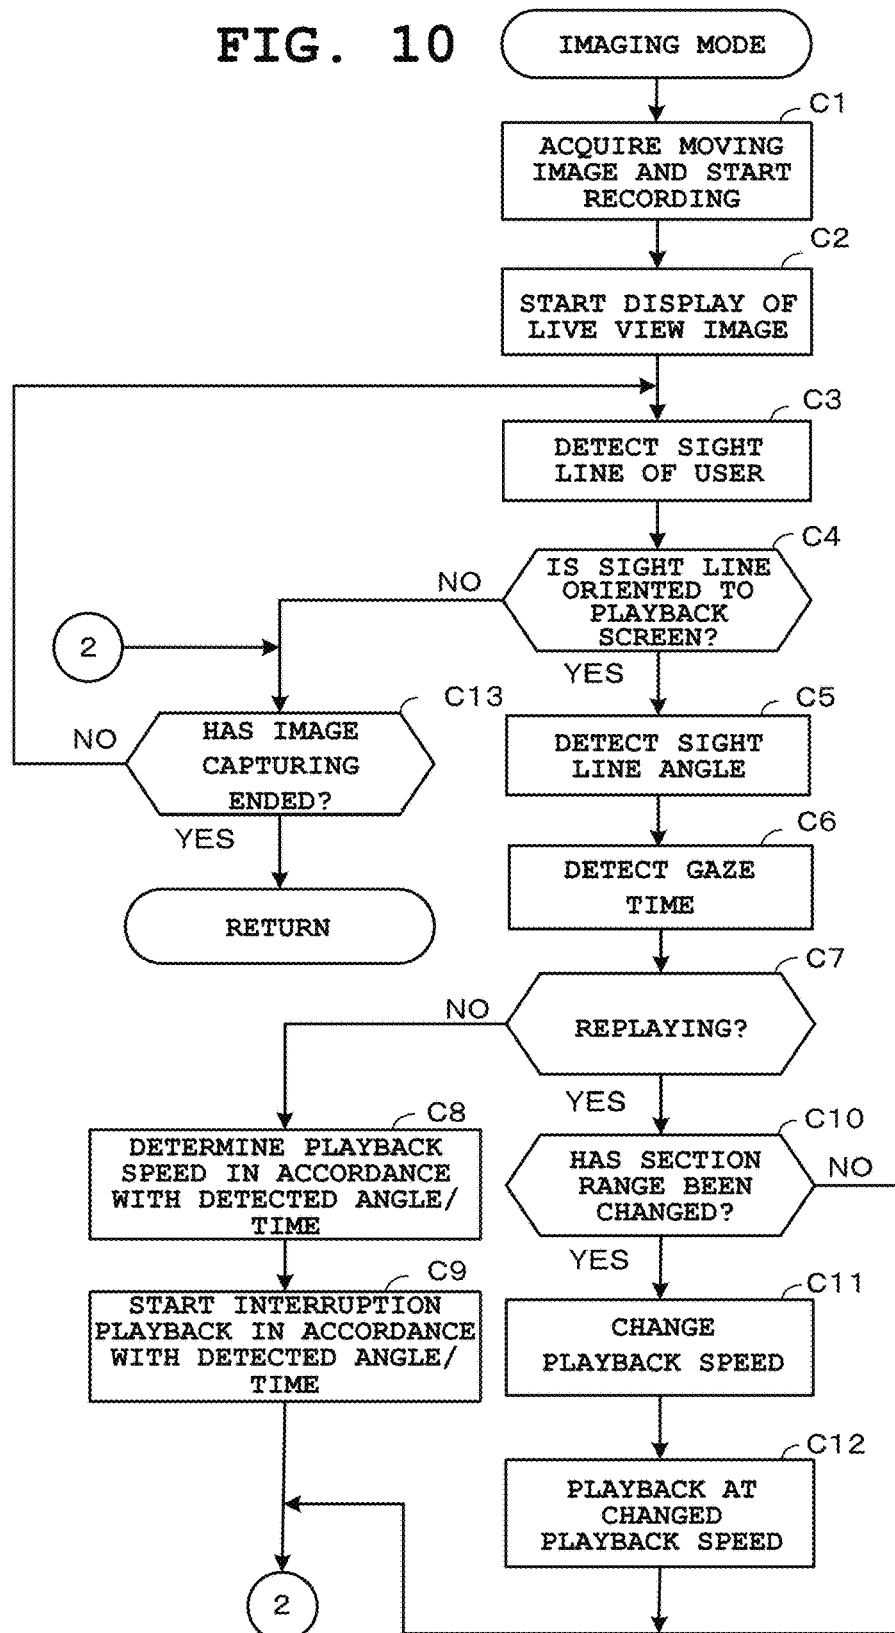 FIG. 10
IMAGING MODE
C1
ACQUIRE MOVING
IMAGE AND START
RECORDING
C2
START DISPLAY OF
LIVE VIEW IMAGE
C3
DETECT SIGHT
LINE OF USER
C4
IS SIGHT LINE
ORIENTED TO
PLAYBACK
SCREEN?
NO
YES
2
C13
HAS IMAGE
CAPTURING
ENDED?
NO
YES
RETURN
C5
DETECT SIGHT
LINE ANGLE
C6
DETECT GAZE
TIME
C7
REPLAYING?
NO
YES
C8
DETERMINE PLAYBACK
SPEED IN ACCORDANCE
WITH DETECTED ANGLE/
TIME
C9
START INTERRUPTION
PLAYBACK IN ACCORDANCE
WITH DETECTED ANGLE/
TIME
C10
HAS SECTION
RANGE BEEN
CHANGED?
NO
YES
C11
CHANGE
PLAYBACK SPEED
C12
PLAYBACK AT
CHANGED
PLAYBACK SPEED
2